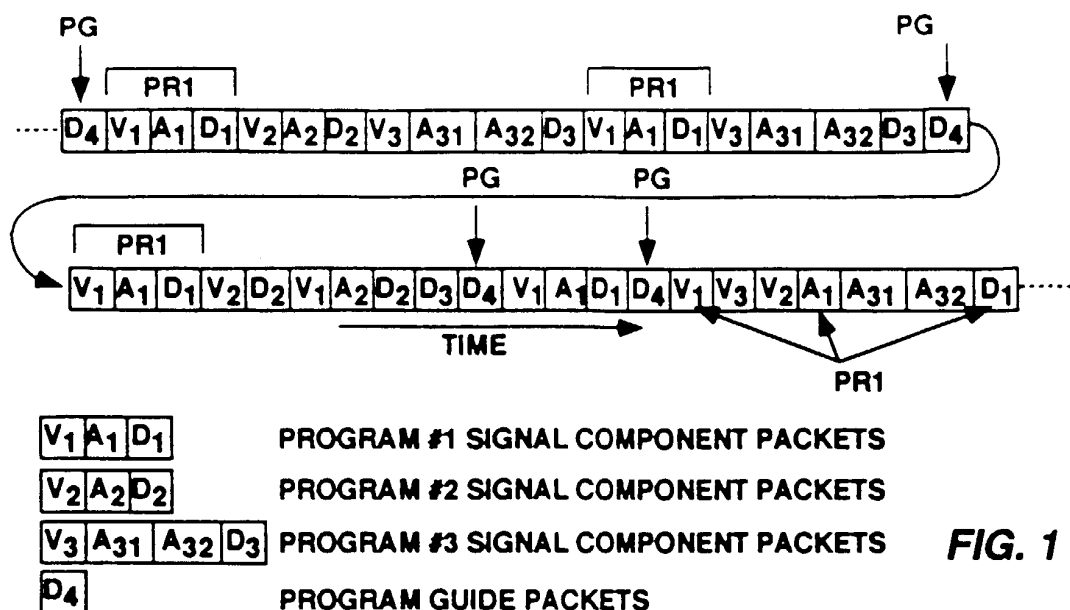 PG PG
PR1 PR1
D4 V1 A1 D1 V2 A2 D2 V3 A31 A32 D3 V1 A1 D1 V3 A31 A32 D3 D4
PG PG
PR1
V1 A1 D1 V2 D2 V1 A2 D2 D3 D4 V1 A1 D1 D4 V1 V3 V2 A1 A31 A32 D1
TIME
PR1
V1 A1 D1 PROGRAM #1 SIGNAL COMPONENT PACKETS
V2 A2 D2 PROGRAM #2 SIGNAL COMPONENT PACKETS
V3 A31 A32 D3 PROGRAM #3 SIGNAL COMPONENT PACKETS
FIG. 1
D4 PROGRAM GUIDE PACKETS